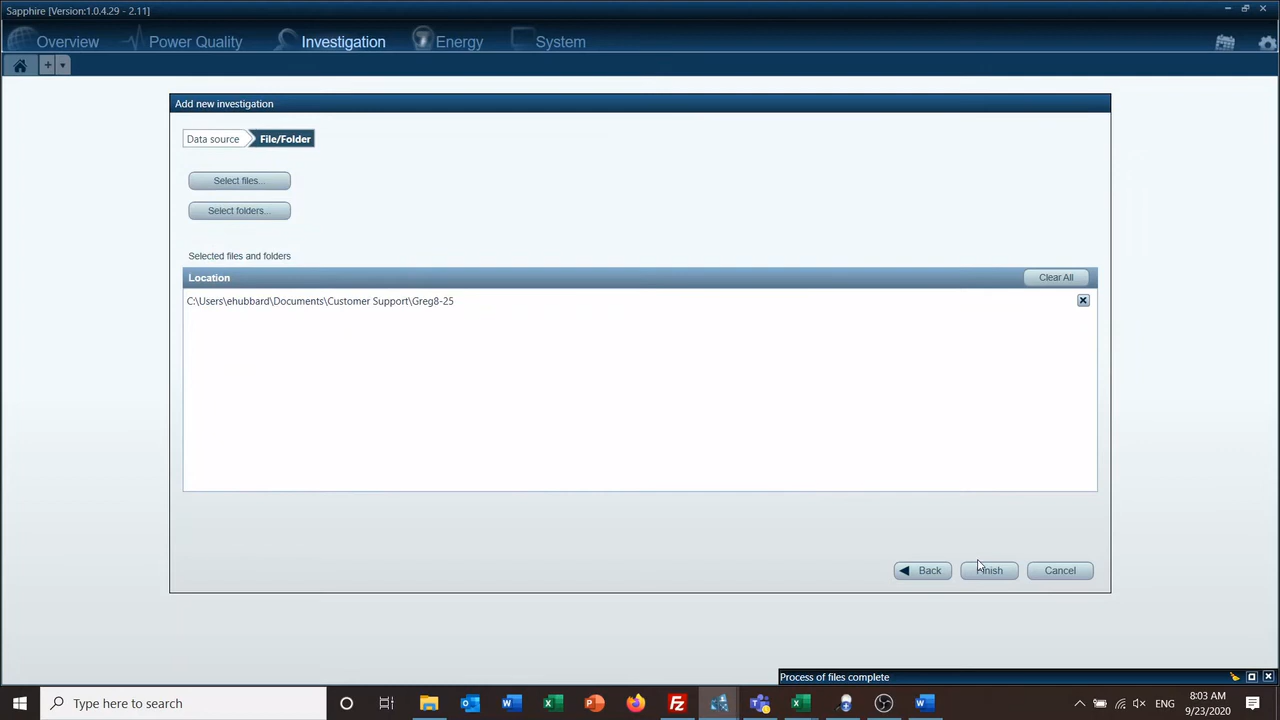 Sapphire [Version:1.0.4.29 - 2.11]
Overview Power Quality Investigation Energy System
Add new investigation
Data source File/Folder
Select files...
Select folders...
Selected files and folders
Location Clear All
C:\Users\ehubbard\Documents\Customer Support\Greg8-25
Back Finish Cancel
Process of files complete
Type here to search
ENG
8:03 AM
9/23/2020